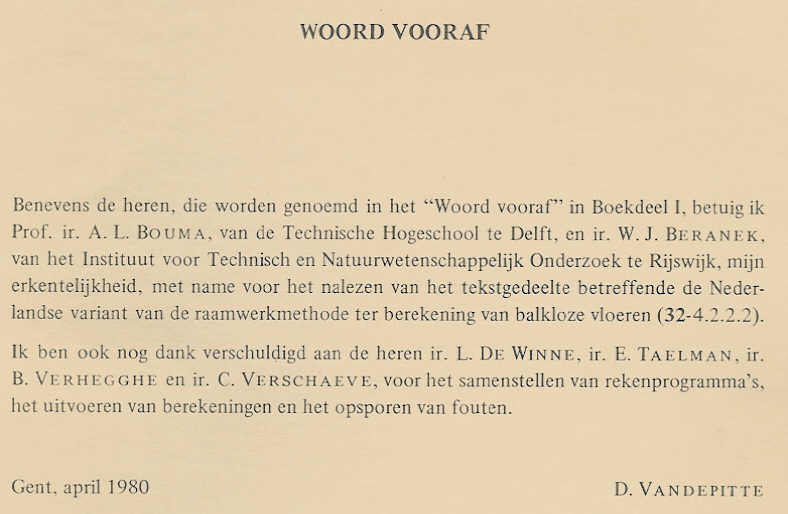 WOORD VOORAF
Benevens de heren, die worden genoemd in het “Woord vooraf” in Boekdeel I, betuig ik
Prof. ir. A. L. BOUMA, van de Technische Hogeschool te Delft, en ir. W. J. BERANEK,
van het Instituut voor Technisch en Natuurwetenschappelijk Onderzoek te Rijswijk, mijn
erkentelijkheid, met name voor het nalezen van het tekstgedeelte betreffende de Neder-
landse variant van de raamwerkmethode ter berekening van balkloze vloeren (32-4.2.2.2).
Ik ben ook nog dank verschuldigd aan de heren ir. L. DE WINNE, ir. E. TAELMAN, ir.
B. VERHEGGHE en ir. C. VERSCHAEVE, voor het samenstellen van rekenprogramma’s,
het uitvoeren van berekeningen en het opsporen van fouten.
Gent, april 1980
D. VANDEPITTE